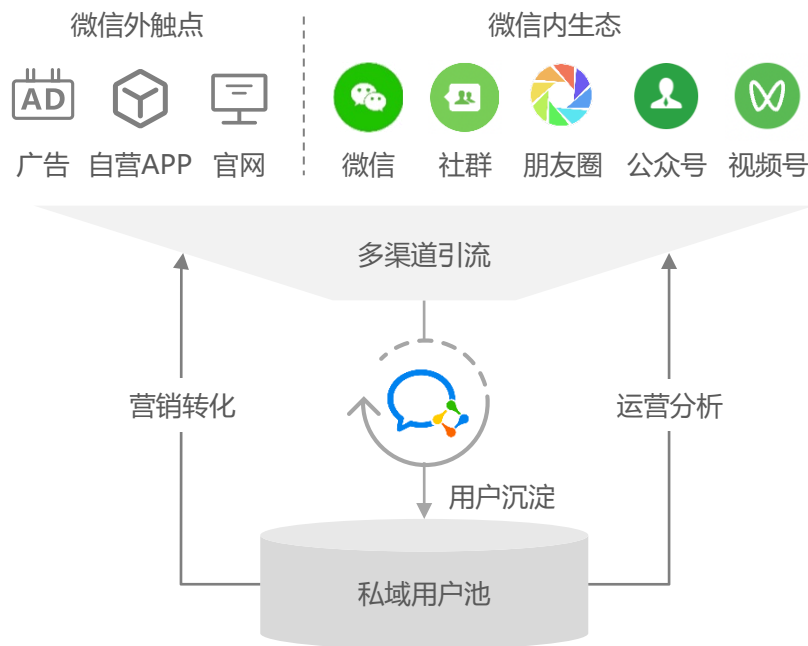 微信外触点
微信内生态
AD
广告 自营APP 官网
微信 社群 朋友圈 公众号 视频号
多渠道引流
营销转化
运营分析
用户沉淀
私域用户池